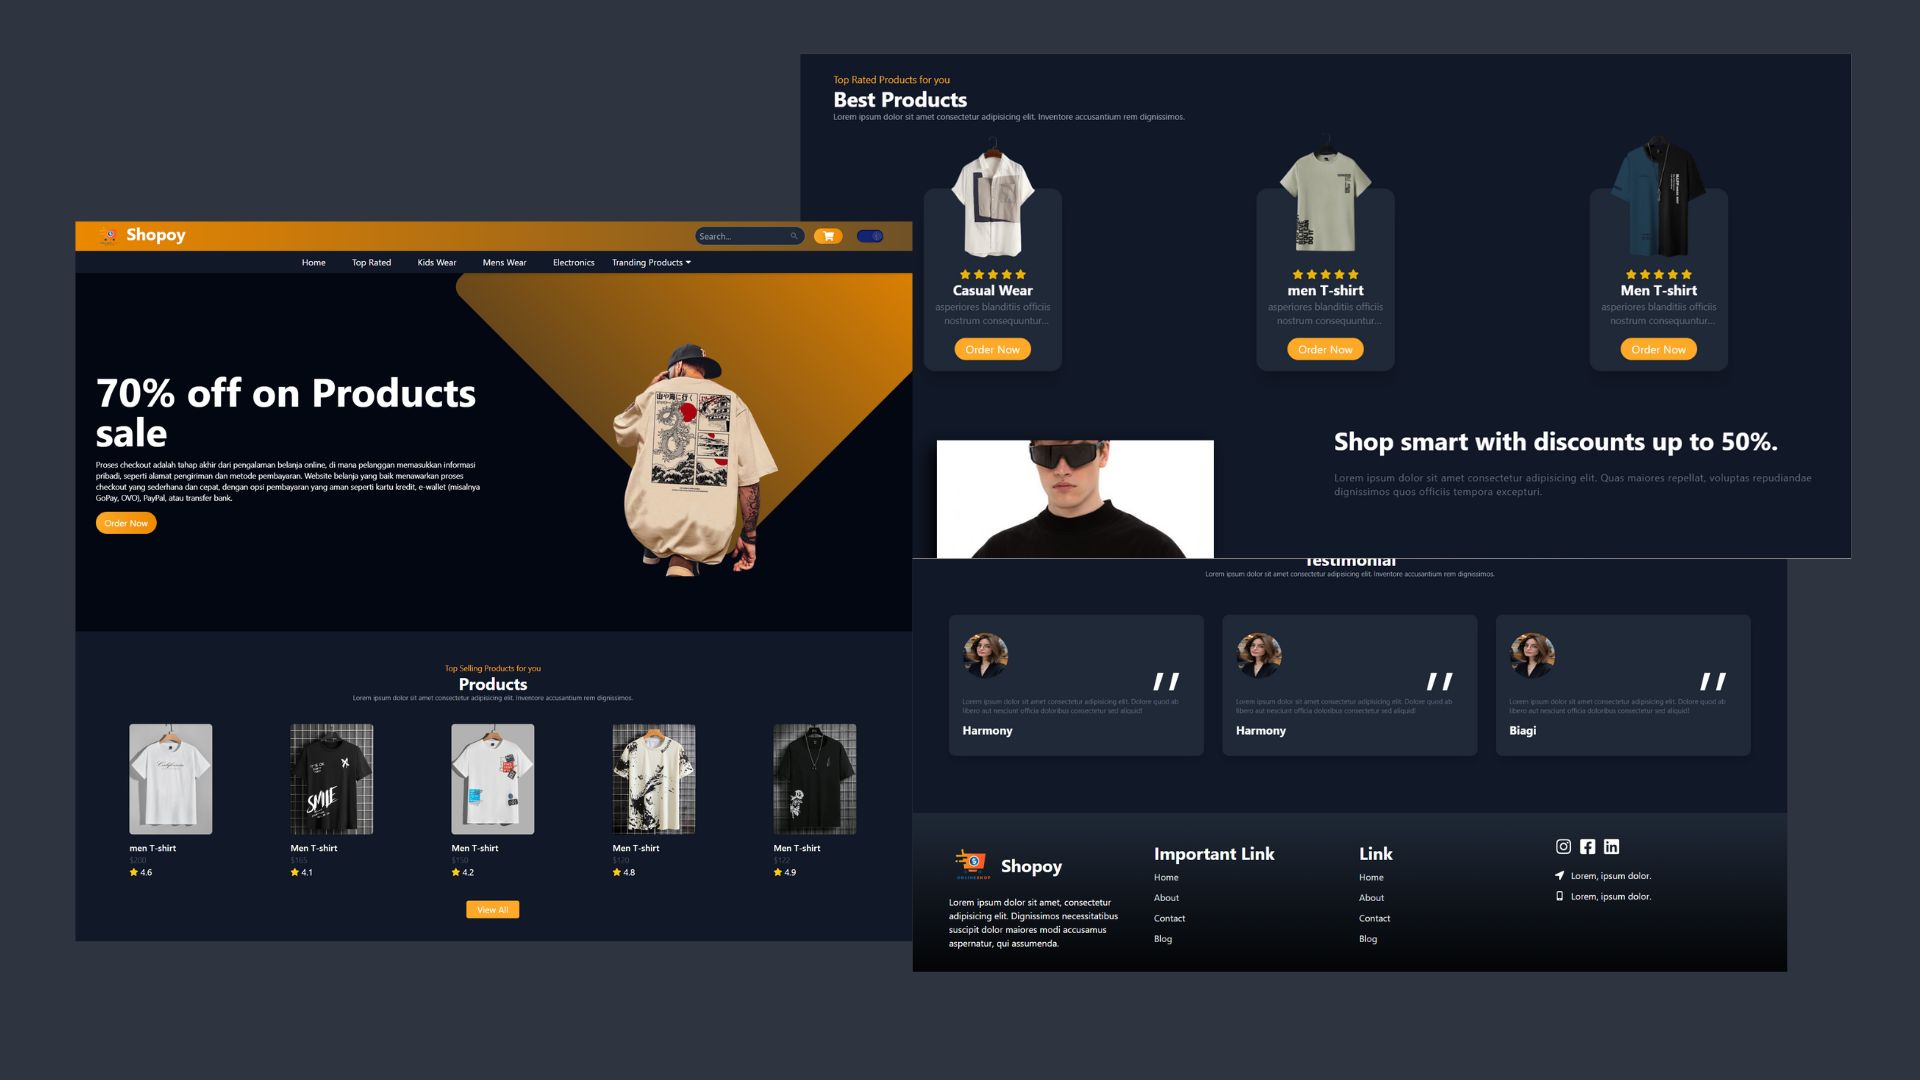 Shopoy
Search...
Home
Top Rated
Kids Wear
Mens Wear
Electronics
Tranding Products
70% off on Products
sale
Proses checkout adalah tahap akhir dari pengalaman belanja online, di mana pelanggan memasukkan informasi
pribadi, seperti alamat pengiriman dan metode pembayaran. Website belanja yang baik menawarkan proses
checkout yang sederhana dan cepat, dengan opsi pembayaran yang aman seperti kartu kredit, e-wallet (misalnya
GoPay, OVO), PayPal, atau transfer bank.
Order Now
Top Selling Products for you
Products
Lorem ipsum dolor sit amet consectetur adipisicing elit. Inventore accusantium rem dignissimos.
California
SMILE
men T-shirt
$200
4.6
Men T-shirt
$165
4.1
Men T-shirt
$150
4.2
Men T-shirt
$120
4.8
Men T-shirt
$122
4.9
View All
Top Rated Products for you
Best Products
Lorem ipsum dolor sit amet consectetur adipisicing elit. Inventore accusantium rem dignissimos.
Casual Wear
asperiores blanditiis officiis
nostrum consequuntur...
Order Now
men T-shirt
asperiores blanditiis officiis
nostrum consequuntur...
Order Now
Men T-shirt
asperiores blanditiis officiis
nostrum consequuntur...
Order Now
Shop smart with discounts up to 50%.
Lorem ipsum dolor sit amet consectetur adipisicing elit. Quas maiores repellat, voluptas repudiandae
dignissimos quos officiis tempora excepturi.
Testimonial
Lorem ipsum dolor sit amet consectetur adipisicing elit. Inventore accusantium rem dignissimos.
Lorem ipsum dolor sit amet consectetur adipisicing elit. Dolore quod ab
libero aut nesciunt officia doloribus consectetur sed aliquid!
Harmony
Lorem ipsum dolor sit amet consectetur adipisicing elit. Dolore quod ab
libero aut nesciunt officia doloribus consectetur sed aliquid!
Harmony
Lorem ipsum dolor sit amet consectetur adipisicing elit. Dolore quod ab
libero aut nesciunt officia doloribus consectetur sed aliquid!
Biagi
ONLINESHOP
Shopoy
Lorem ipsum dolor sit amet, consectetur
adipisicing elit. Dignissimos necessitatibus
suscipit dolor maiores modi accusamus
aspernatur, qui assumenda.
Important Link
Home
About
Contact
Blog
Link
Home
About
Contact
Blog
Lorem, ipsum dolor.
Lorem, ipsum dolor.